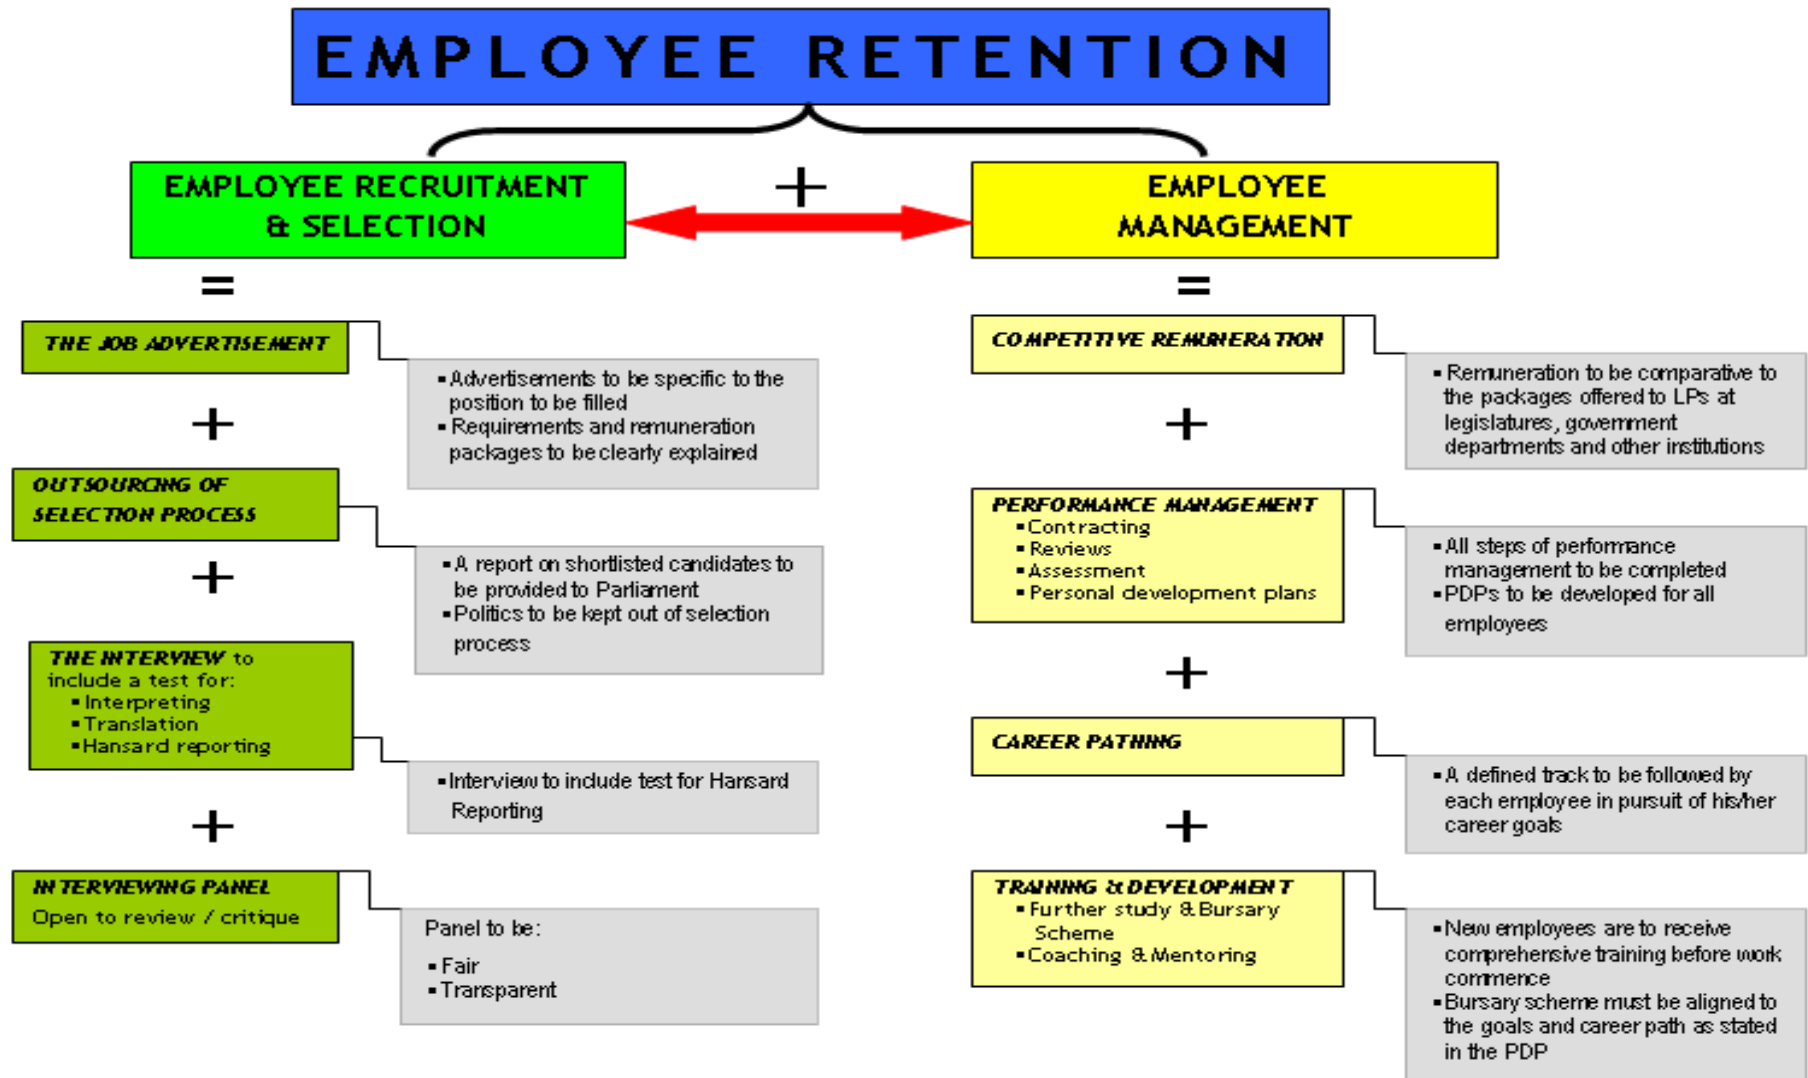 EMPLOYEE RETENTION
EMPLOYEE RECRUITMENT
& SELECTION
+
EMPLOYEE
MANAGEMENT
=
THE JOB ADVERTISEMENT
▪ Advertisements to be specific to the
position to be filled
▪ Requirements and remuneration
packages to be clearly explained
+
OUTSOURCING OF
SELECTION PROCESS
▪ A report on shortlisted candidates to
be provided to Parliament
▪ Politics to be kept out of selection
process
+
THE INTERVIEW to
include a test for:
▪ Interpreting
▪ Translation
▪ Hansard reporting
▪ Interview to include test for Hansard
Reporting
+
INTERVIEWING PANEL
Open to review / critique
Panel to be:
▪ Fair
▪ Transparent
=
COMPETITIVE REMUNERATION
▪ Remuneration to be comparative to
the packages offered to LPs at
legislatures, government
departments and other institutions
+
PERFORMANCE MANAGEMENT
▪ Contracting
▪ Reviews
▪ Assessment
▪ Personal development plans
▪ All steps of performance
management to be completed
▪ PDPs to be developed for all
employees
+
CAREER PATHING
▪ A defined track to be followed by
each employee in pursuit of his/her
career goals
+
TRAINING & DEVELOPMENT
▪ Further study & Bursary
Scheme
▪ Coaching & Mentoring
▪ New employees are to receive
comprehensive training before work
commence
▪ Bursary scheme must be aligned to
the goals and career path as stated
in the PDP